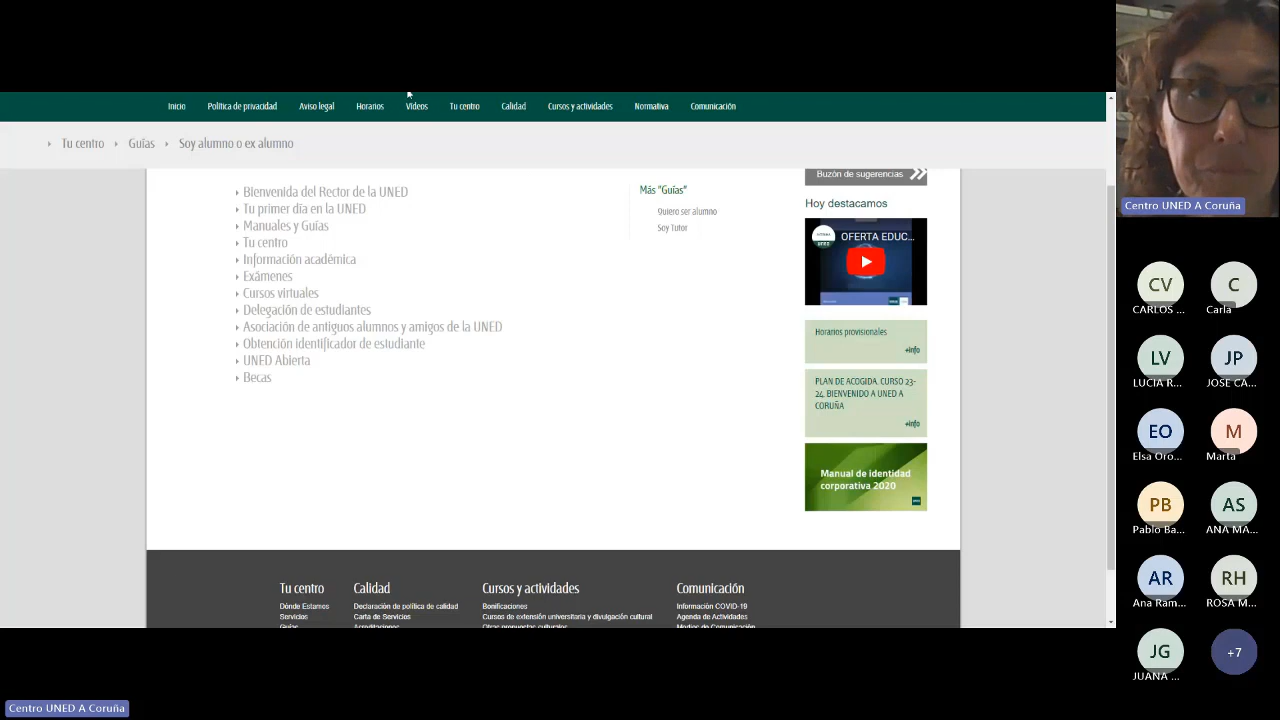 Inicio
Política de privacidad
Aviso legal
Horarios
Vídeos
Tu centro
Calidad
Cursos y actividades
Normativa
Comunicación
Tu centro
Guías
Soy alumno o ex alumno
Bienvenida del Rector de la UNED
Tu primer día en la UNED
Manuales y Guías
Tu centro
Información académica
Exámenes
Cursos virtuales
Delegación de estudiantes
Asociación de antiguos alumnos y amigos de la UNED
Obtención identificador de estudiante
UNED Abierta
Becas
Más "Guías"
Quiero ser alumno
Soy Tutor
Buzón de sugerencias
Hoy destacamos
OFERTA EDUC...
Horarios provisionales
+info
PLAN DE ACOGIDA. CURSO 23-
24. BIENVENIDO A UNED A
CORUÑA
+info
Manual de identidad
corporativa 2020
Tu centro
Dónde Estamos
Servicios
Guías
Calidad
Declaración de política de calidad
Carta de Servicios
Acreditaciones
Cursos y actividades
Bonificaciones
Cursos de extensión universitaria y divulgación cultural
Otras propuestas culturales
Comunicación
Información COVID-19
Agenda de Actividades
Medios de Comunicación
Centro UNED A Coruña
CV
CARLOS ...
C
Carla
LV
LUCIA R...
JP
JOSE CA...
EO
Elsa Oro...
M
Marta
PB
Pablo Ba...
AS
ANA MA...
AR
Ana Ram...
RH
ROSA M...
JG
JUANA ...
+7
Centro UNED A Coruña